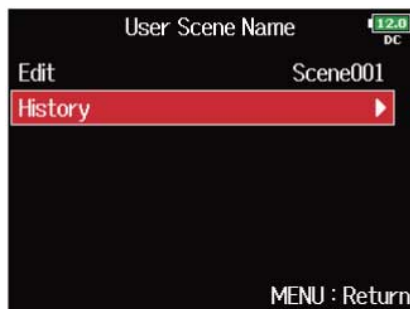 User Scene Name 12.0
DC
Edit Scene001
History
MENU : Return